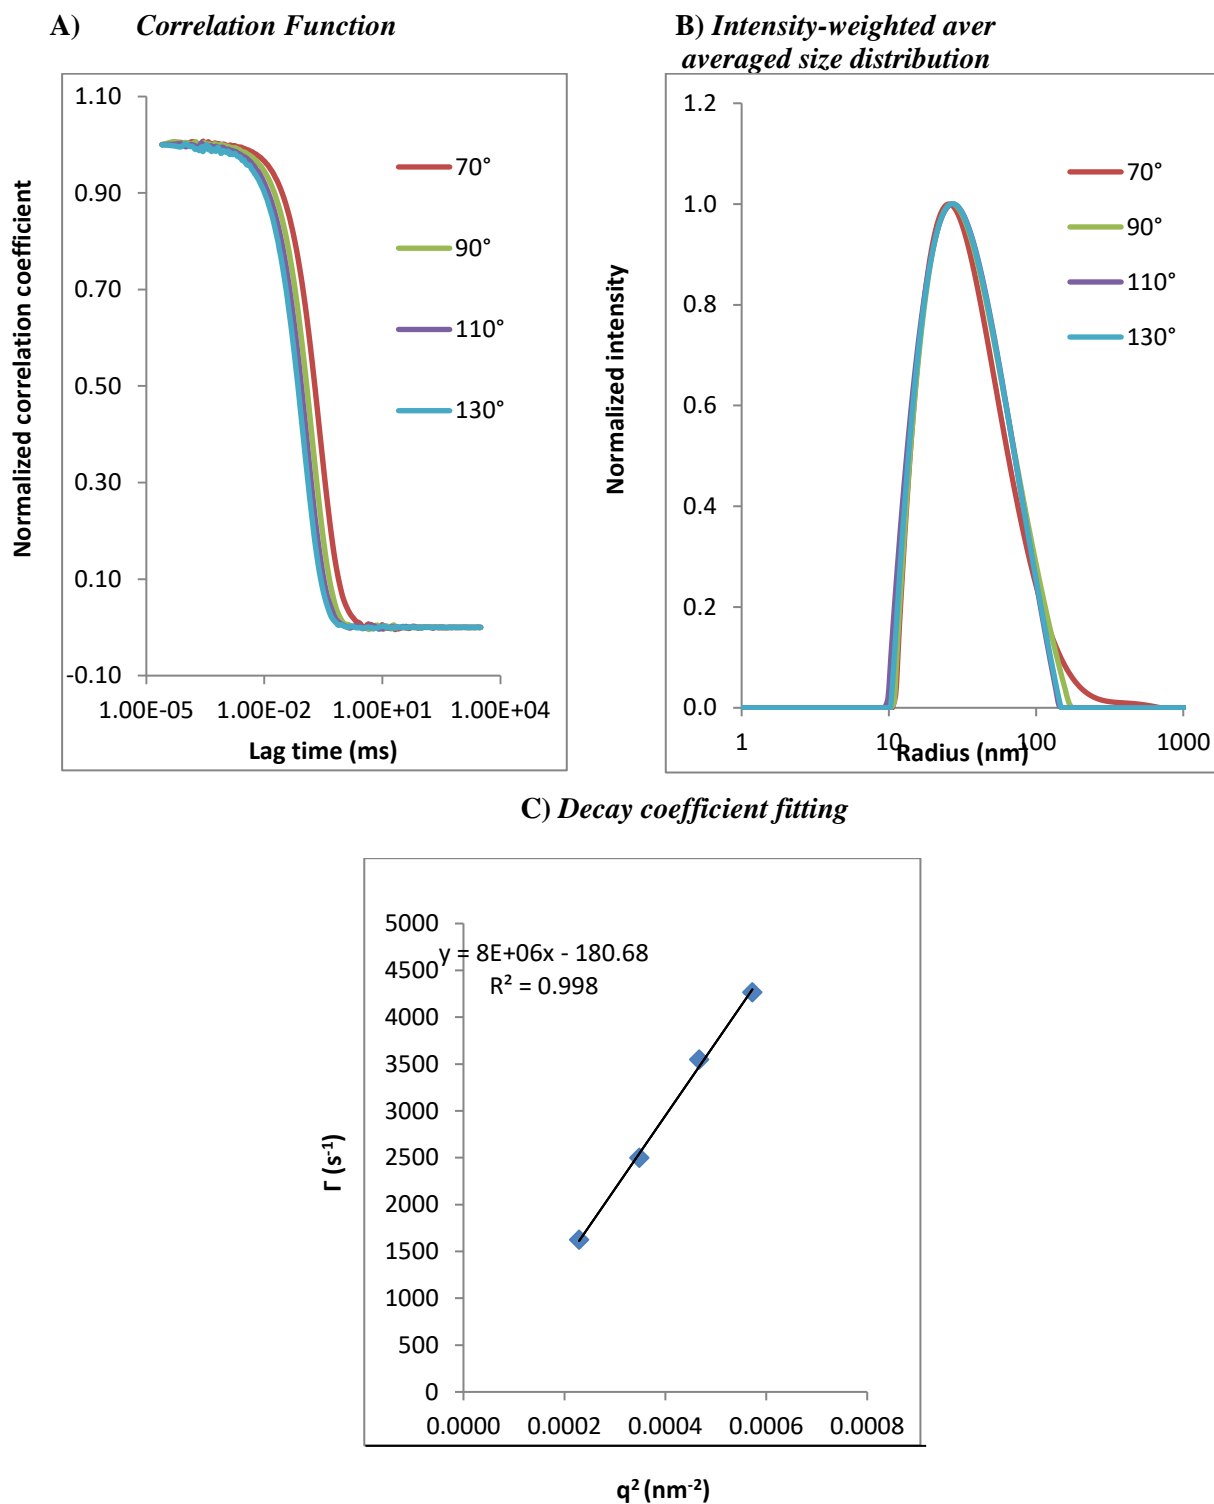 A) Correlation Function
B) Intensity-weighted aver
averaged size distribution
1.10
0.90
0.70
0.50
0.30
0.10
-0.10
1.00E-05 1.00E-02 1.00E+01 1.00E+04
Normalized correlation coefficient
Lag time (ms)
70°
90°
110°
130°
1.2
1.0
0.8
0.6
0.4
0.2
0.0
1 10 100 1000
Normalized intensity
Radius (nm)
70°
90°
110°
130°
C) Decay coefficient fitting
5000
4500
4000
3500
3000
2500
2000
1500
1000
500
0
0.0000 0.0002 0.0004 0.0006 0.0008
y = 8E+06x - 180.68
R² = 0.998
Γ (s⁻¹)
q² (nm⁻²)